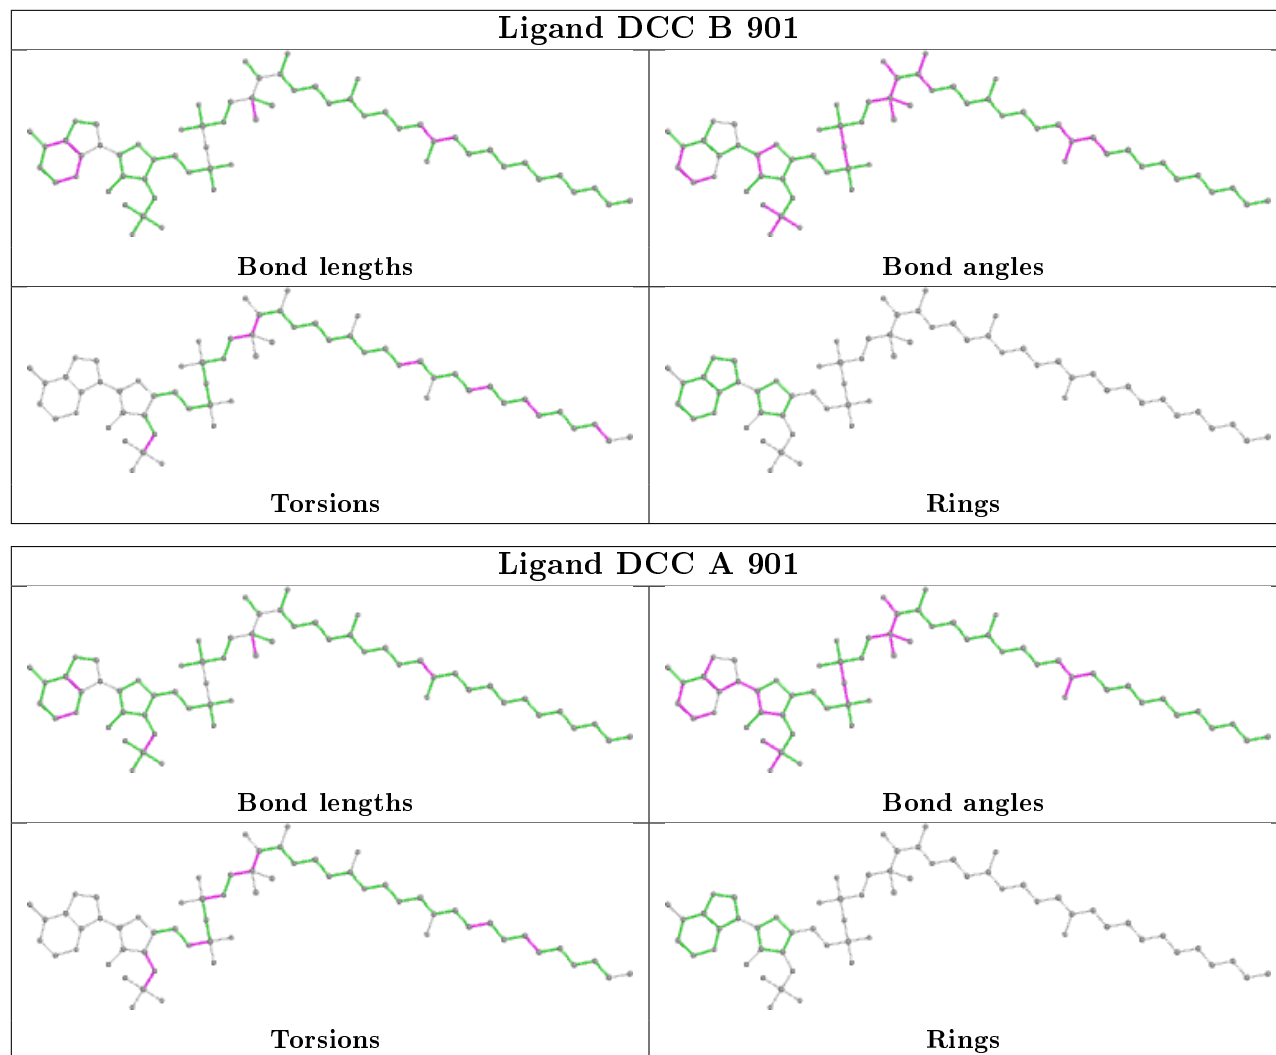 Ligand DCC B 901
Bond lengths
Bond angles
Torsions
Rings
Ligand DCC A 901
Bond lengths
Bond angles
Torsions
Rings